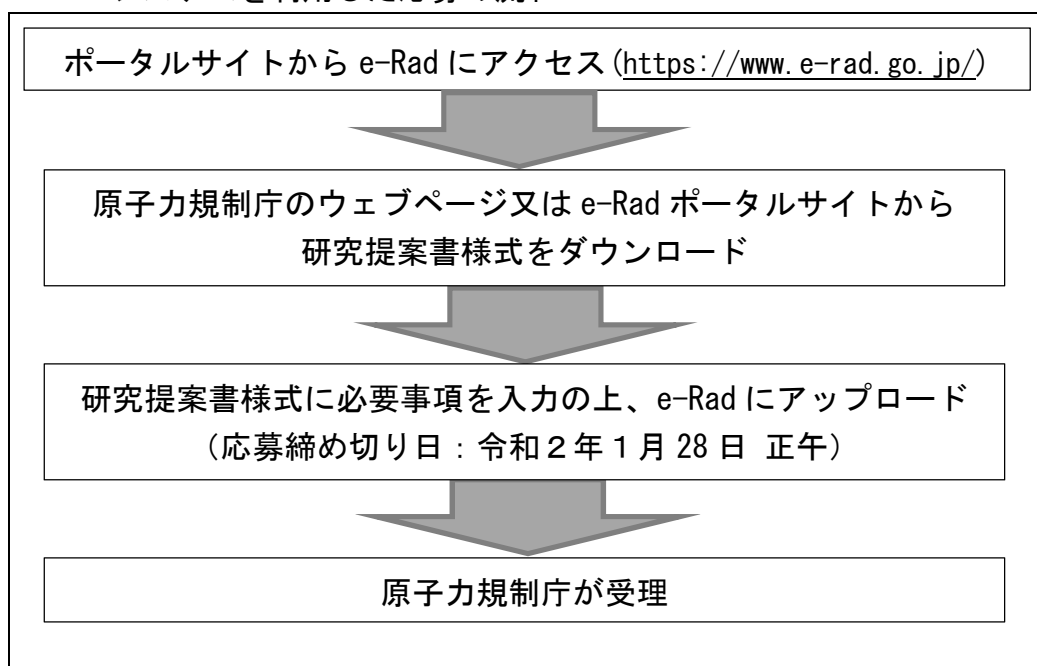 ポータルサイトから e-Rad にアクセス(https://www.e-rad.go.jp/)
原子力規制庁のウェブページ又は e-Rad ポータルサイトから
研究提案書様式をダウンロード
研究提案書様式に必要事項を入力の上、e-Rad にアップロード
（応募締め切り日：令和２年１月 28 日 正午）
原子力規制庁が受理